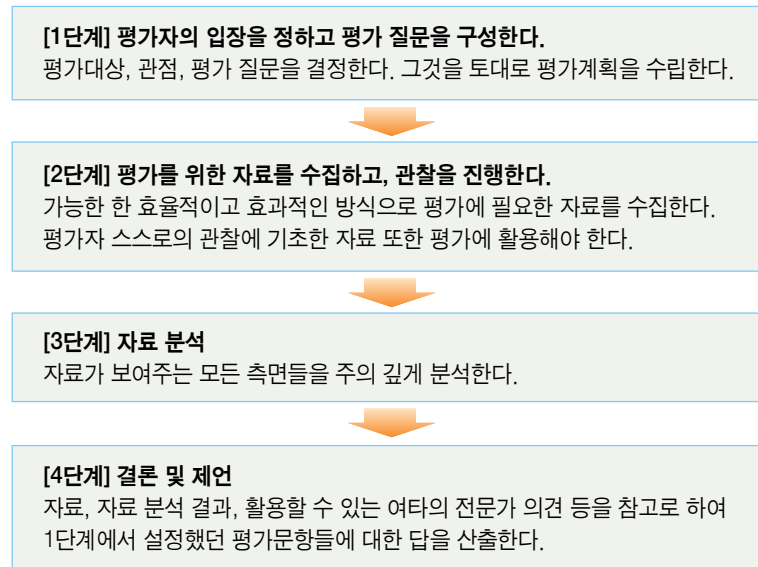 [1단계] 평가자의 입장을 정하고 평가 질문을 구성한다.
평가대상, 관점, 평가 질문을 결정한다. 그것을 토대로 평가계획을 수립한다.
[2단계] 평가를 위한 자료를 수집하고, 관찰을 진행한다.
가능한 한 효율적이고 효과적인 방식으로 평가에 필요한 자료를 수집한다.
평가자 스스로의 관찰에 기초한 자료 또한 평가에 활용해야 한다.
[3단계] 자료 분석
자료가 보여주는 모든 측면들을 주의 깊게 분석한다.
[4단계] 결론 및 제언
자료, 자료 분석 결과, 활용할 수 있는 여타의 전문가 의견 등을 참고로 하여
1단계에서 설정했던 평가문항들에 대한 답을 산출한다.